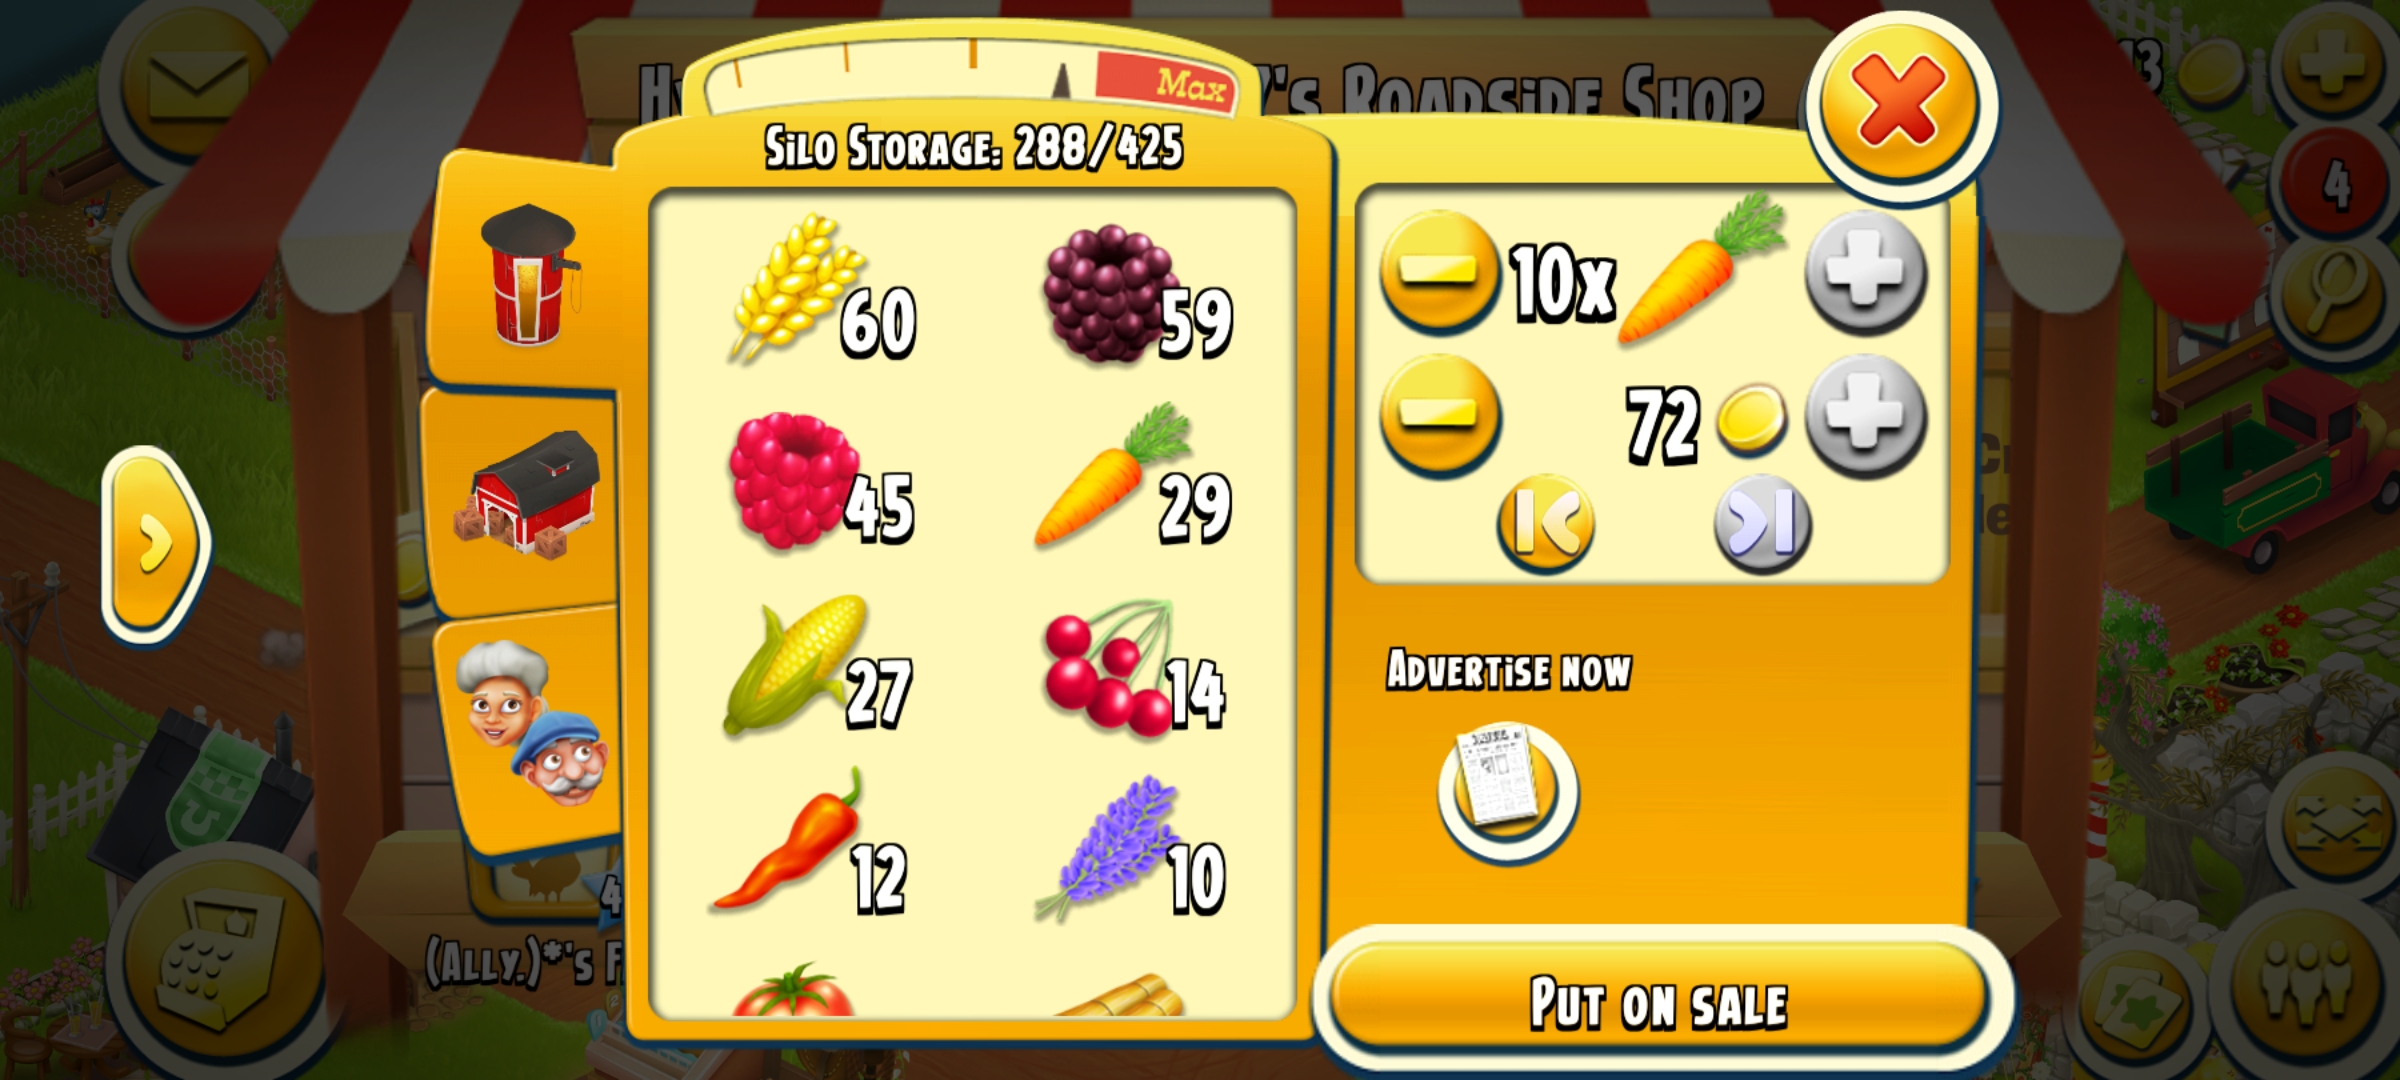 's Roadside Shop
Max
Silo Storage: 288/425
60
59
45
29
27
14
12
10
10x
72
Advertise now
Put on sale
4
(Ally.)*'s